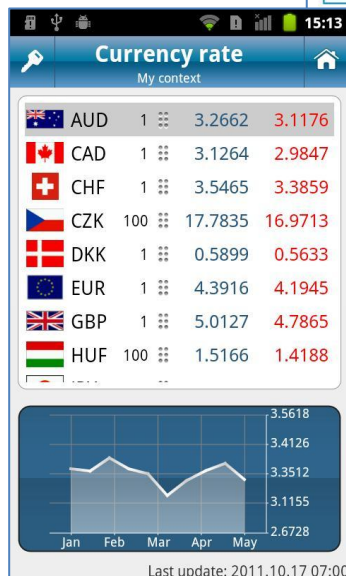 15:13
Currency rate
My context
AUD 1 3.2662 3.1176
CAD 1 3.1264 2.9847
CHF 1 3.5465 3.3859
CZK 100 17.7835 16.9713
DKK 1 0.5899 0.5633
EUR 1 4.3916 4.1945
GBP 1 5.0127 4.7865
HUF 100 1.5166 1.4188
3.5618
3.4126
3.3512
3.1155
2.6728
Jan Feb Mar Apr May
Last update: 2011.10.17 07:00